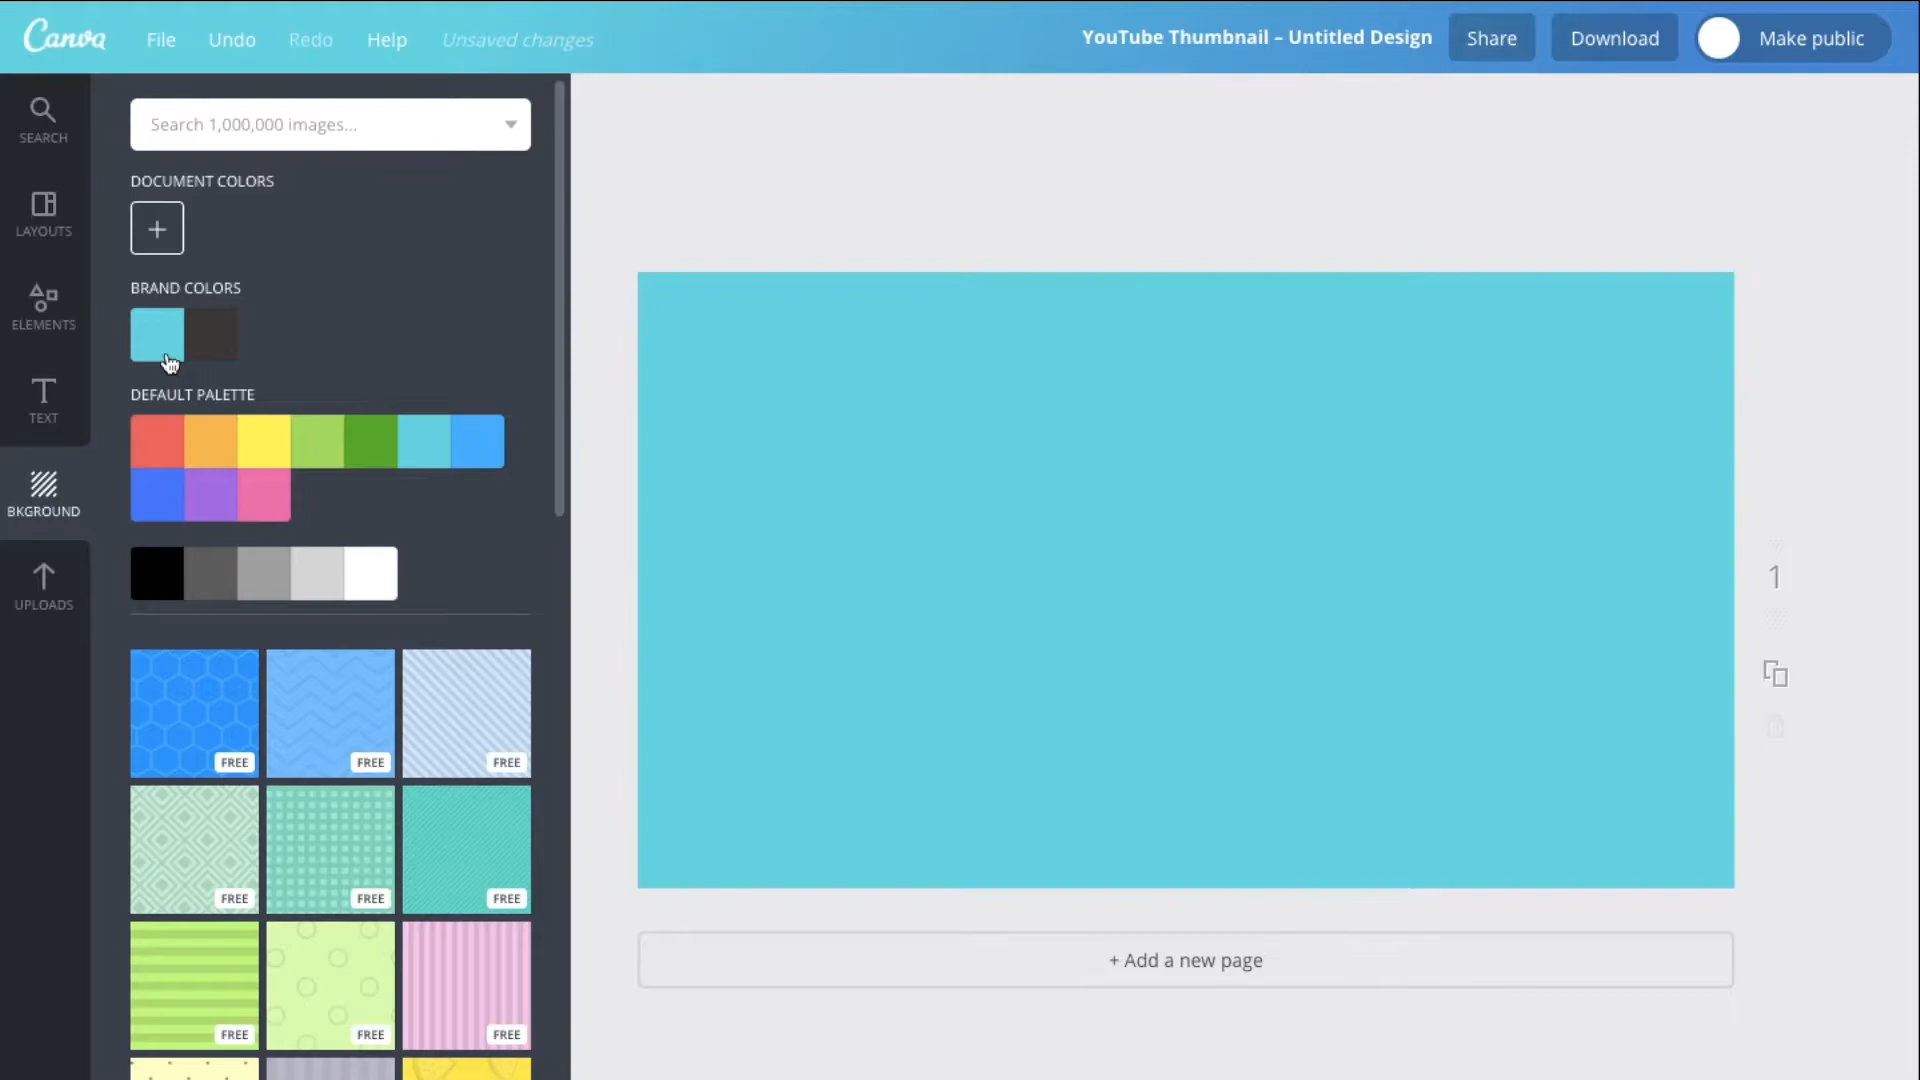 Canva File Undo Redo Help Unsaved changes YouTube Thumbnail – Untitled Design Share Download Make public
SEARCH
LAYOUTS
ELEMENTS
TEXT
BKGROUND
UPLOADS
Search 1,000,000 images...
DOCUMENT COLORS
+
BRAND COLORS
DEFAULT PALETTE
FREE FREE FREE
FREE FREE FREE
FREE FREE FREE
1
+ Add a new page